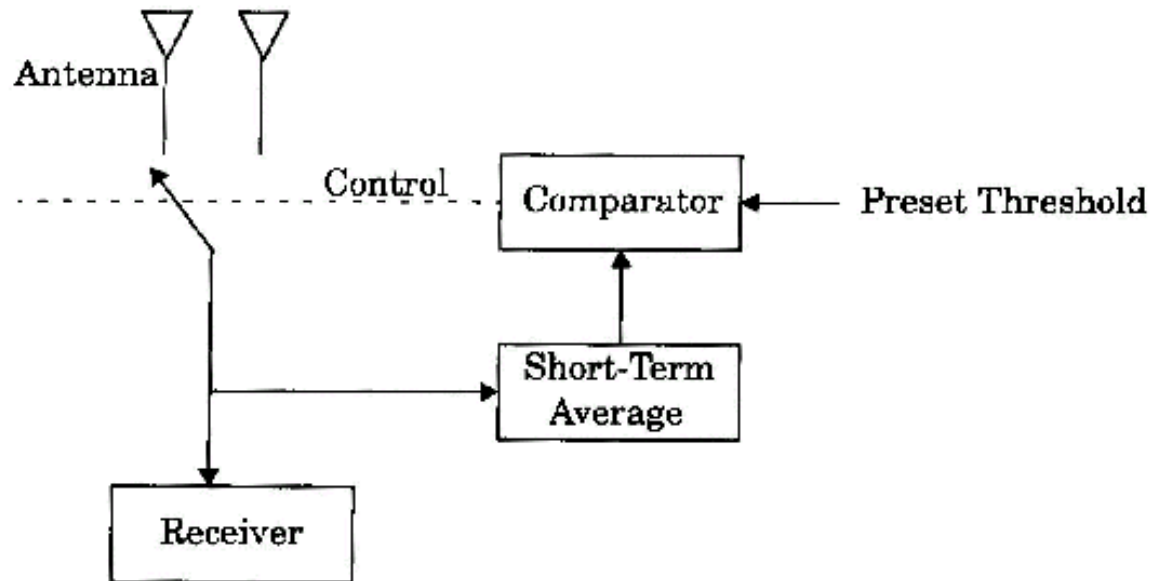 Antenna
Control
Comparator
Preset Threshold
Short-Term
Average
Receiver